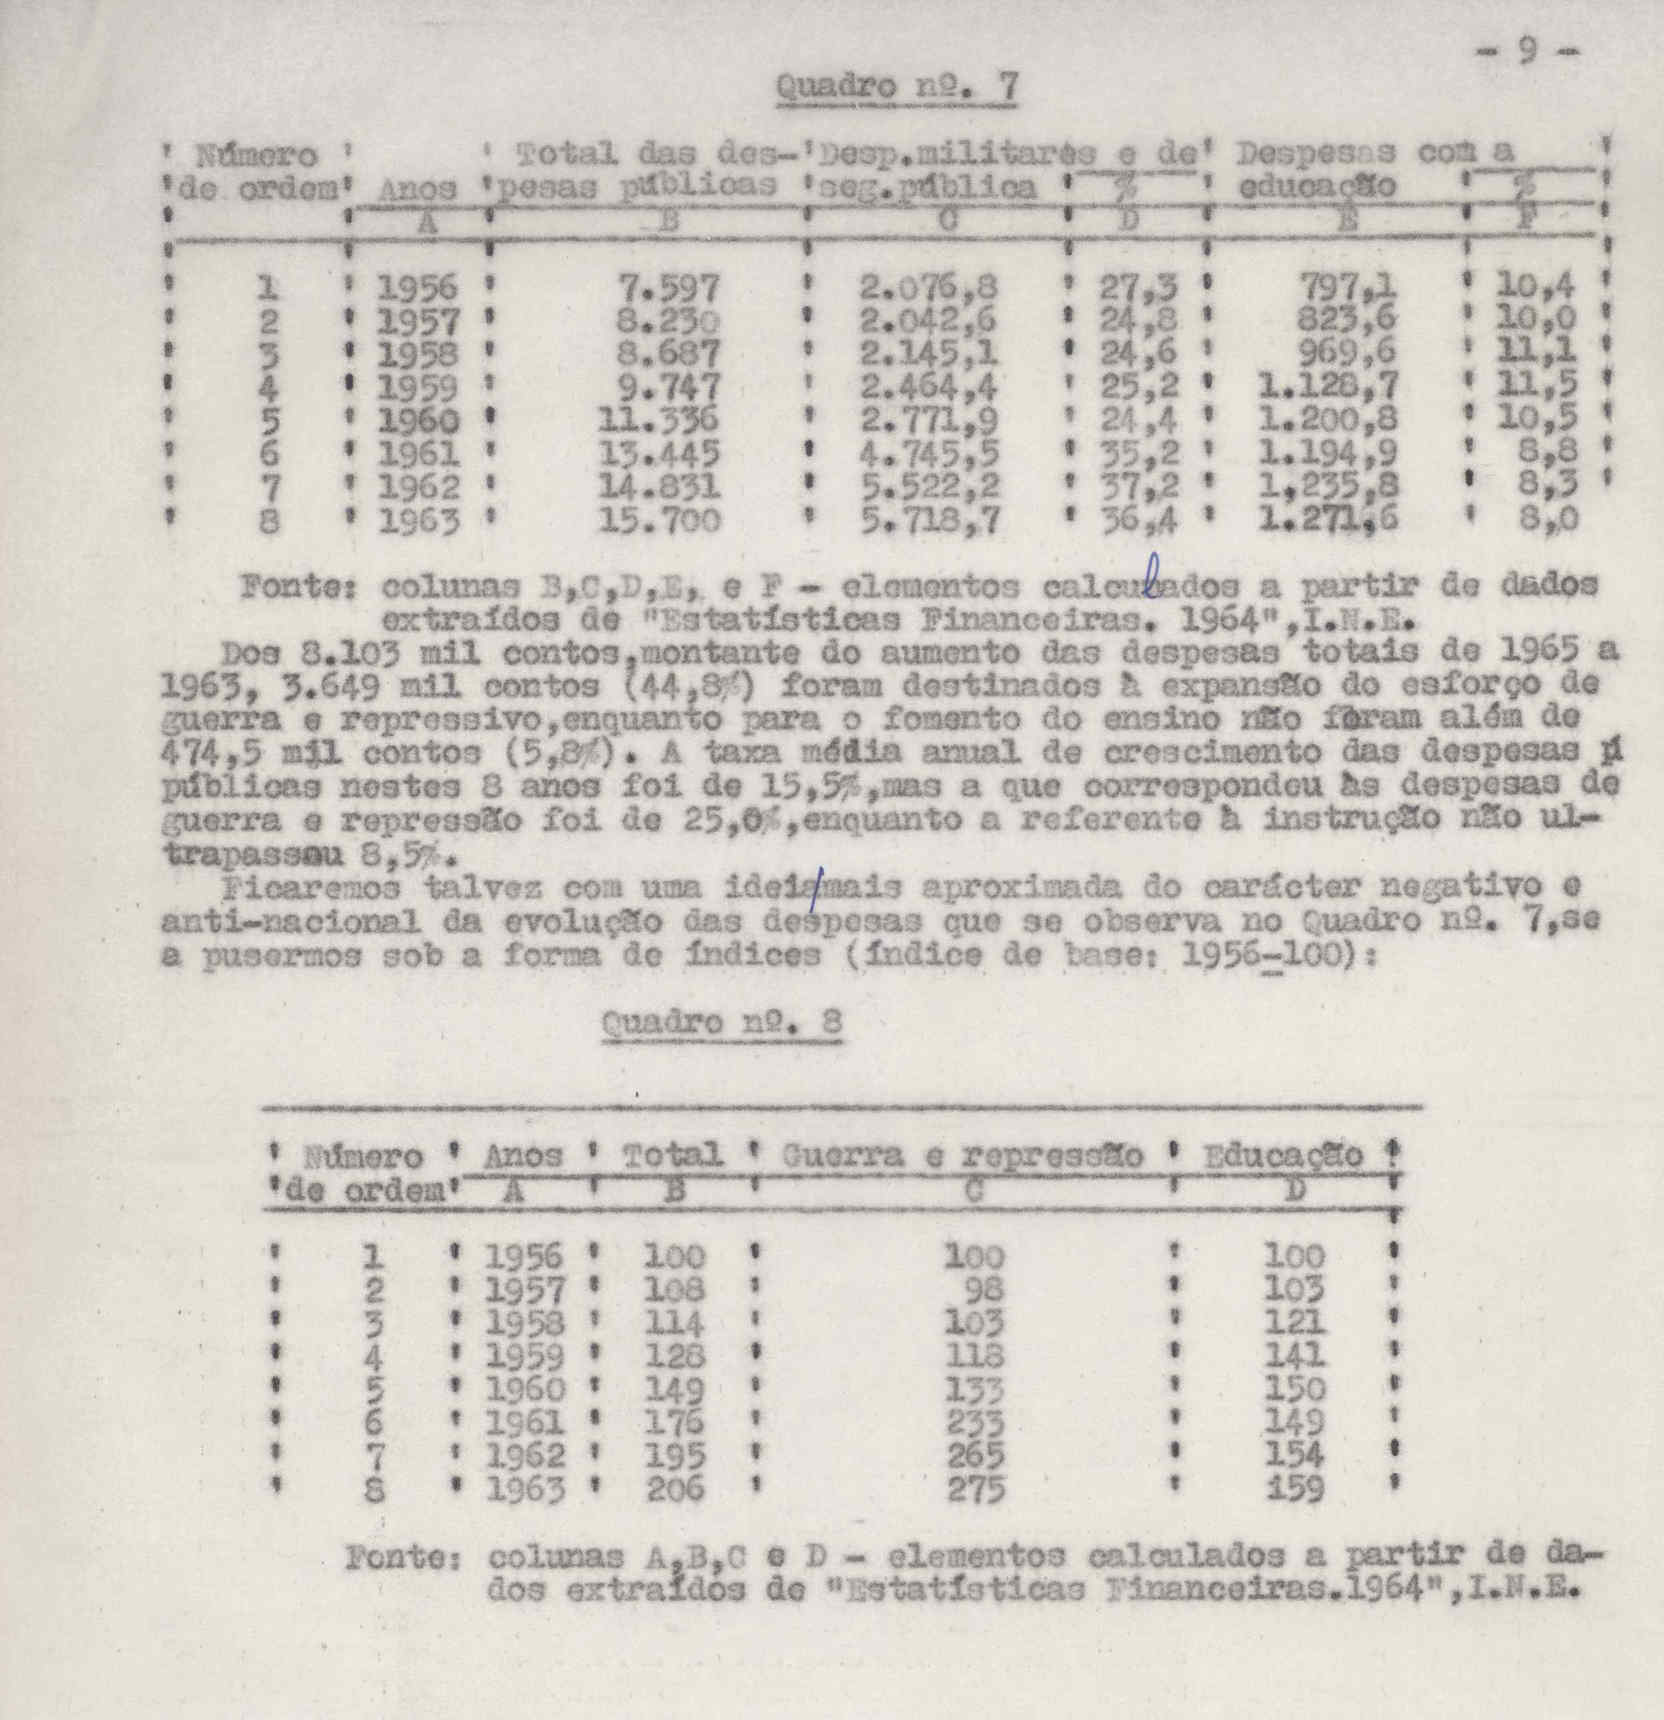 - 9 -
Quadro nº. 7
' Número ' ' Total das des-'Desp.militares e de' Despesas com a '
'de ordem' Anos 'pesas públicas 'seg.pública ' % ' educação ' % '
' ' A ' B ' C ' D ' E ' F '
' 1 ' 1956 ' 7.597 ' 2.076,8 ' 27,3 ' 797,1 ' 10,4 '
' 2 ' 1957 ' 8.230 ' 2.042,6 ' 24,8 ' 823,6 ' 10,0 '
' 3 ' 1958 ' 8.687 ' 2.145,1 ' 24,6 ' 969,6 ' 11,1 '
' 4 ' 1959 ' 9.747 ' 2.464,4 ' 25,2 ' 1.128,7 ' 11,5 '
' 5 ' 1960 ' 11.336 ' 2.771,9 ' 24,4 ' 1.200,8 ' 10,5 '
' 6 ' 1961 ' 13.445 ' 4.745,5 ' 35,2 ' 1.194,9 ' 8,8 '
' 7 ' 1962 ' 14.831 ' 5.522,2 ' 37,2 ' 1,235,8 ' 8,3 '
' 8 ' 1963 ' 15.700 ' 5.718,7 ' 36,4 ' 1.271,6 ' 8,0
Fonte: colunas B,C,D,E, e F - elementos calculados a partir de dados
extraídos de "Estatísticas Financeiras. 1964",I.N.E.
Dos 8.103 mil contos,montante do aumento das despesas totais de 1965 a
1963, 3.649 mil contos (44,8%) foram destinados à expansão do esforço de
guerra e repressivo,enquanto para o fomento do ensino não foram além de
474,5 mil contos (5,8%). A taxa média anual de crescimento das despesas p
públicas nestes 8 anos foi de 15,5%,mas a que correspondeu às despesas de
guerra e repressão foi de 25,0%,enquanto a referente à instrução não ul-
trapassou 8,5%.
Ficaremos talvez com uma ideia/mais aproximada do carácter negativo e
anti-nacional da evolução das despesas que se observa no Quadro nº. 7,se
a pusermos sob a forma de índices (índice de base: 1956=100):
Quadro nº. 8
' Número ' Anos ' Total ' Guerra e repressão ' Educação '
'de ordem' A ' B ' C ' D '
' 1 ' 1956 ' 100 ' 100 ' 100 '
' 2 ' 1957 ' 108 ' 98 ' 103 '
' 3 ' 1958 ' 114 ' 103 ' 121 '
' 4 ' 1959 ' 128 ' 118 ' 141 '
' 5 ' 1960 ' 149 ' 133 ' 150 '
' 6 ' 1961 ' 176 ' 233 ' 149 '
' 7 ' 1962 ' 195 ' 265 ' 154 '
' 8 ' 1963 ' 206 ' 275 ' 159 '
Fonte: colunas A,B,C e D - elementos calculados a partir de da-
dos extraídos de "Estatísticas Financeiras.1964",I.N.E.